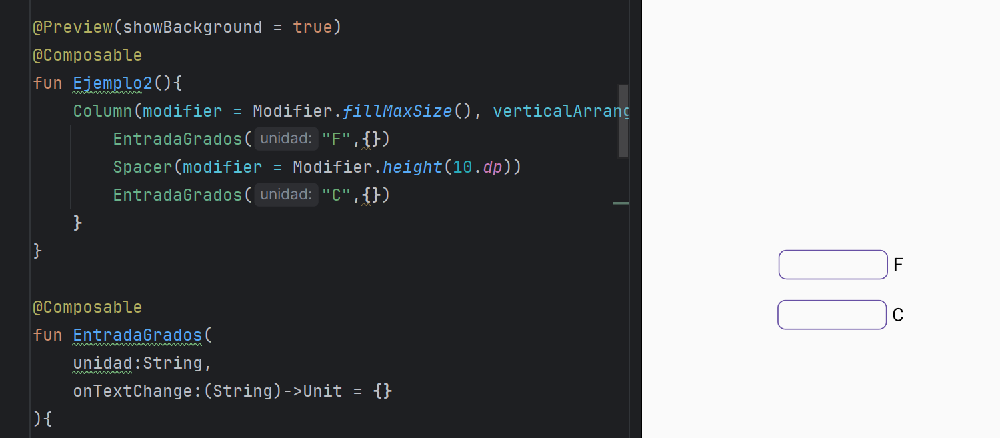 @Preview(showBackground = true)
@Composable
fun Ejemplo2(){
    Column(modifier = Modifier.fillMaxSize(), verticalArrang
        EntradaGrados( unidad: "F",{})
        Spacer(modifier = Modifier.height(10.dp))
        EntradaGrados( unidad: "C",{})
    }
}
@Composable
fun EntradaGrados(
    unidad:String,
    onTextChange:(String)->Unit = {}
){
F
C